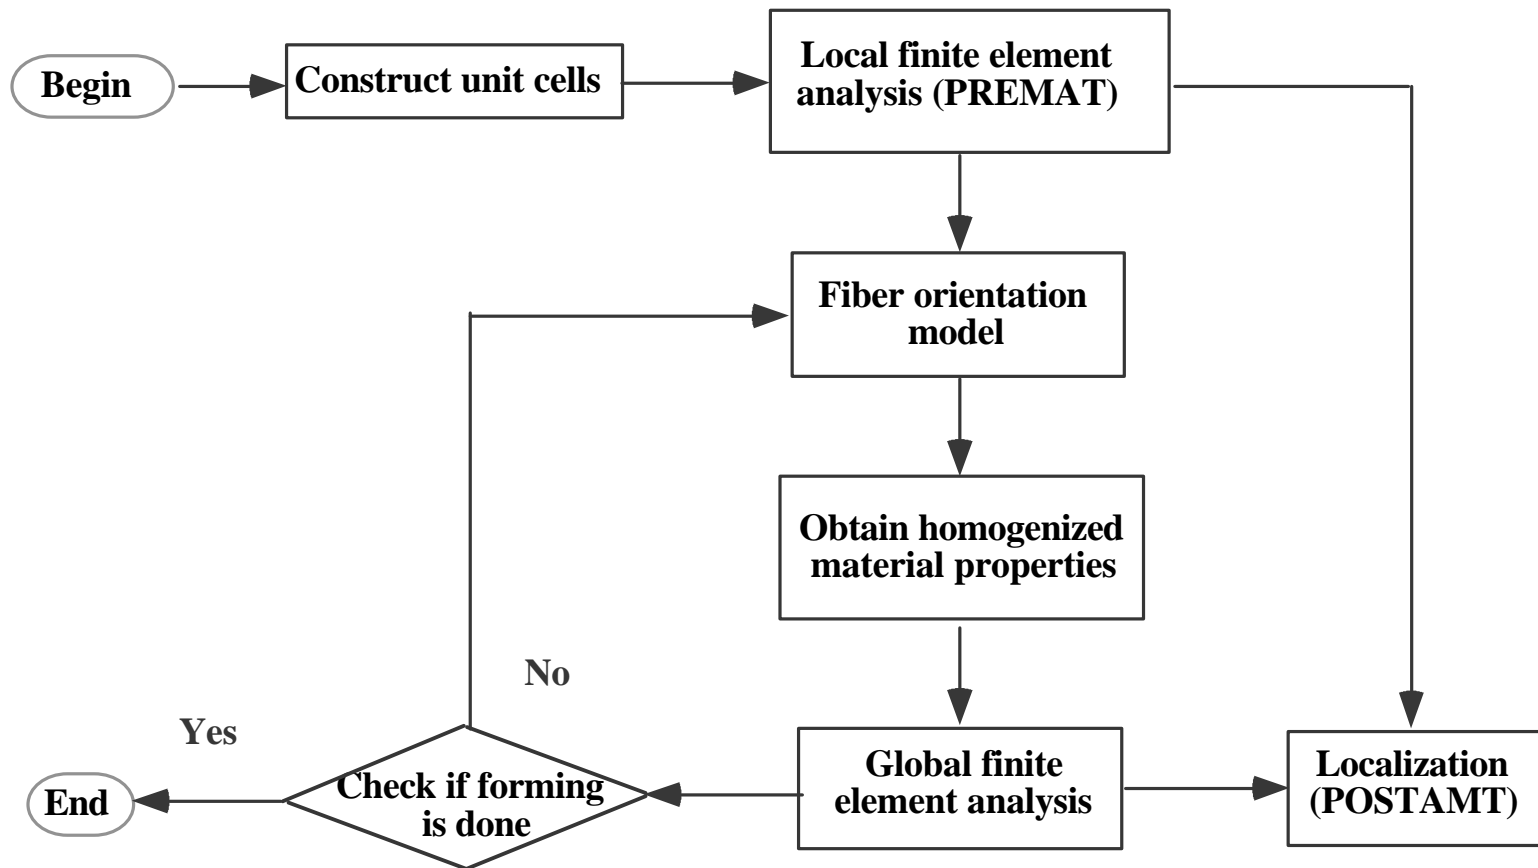 Begin
Construct unit cells
Local finite element
analysis (PREMAT)
Fiber orientation
model
Obtain homogenized
material properties
No
Yes
Global finite
element analysis
Localization
(POSTAMT)
Check if forming
is done
End